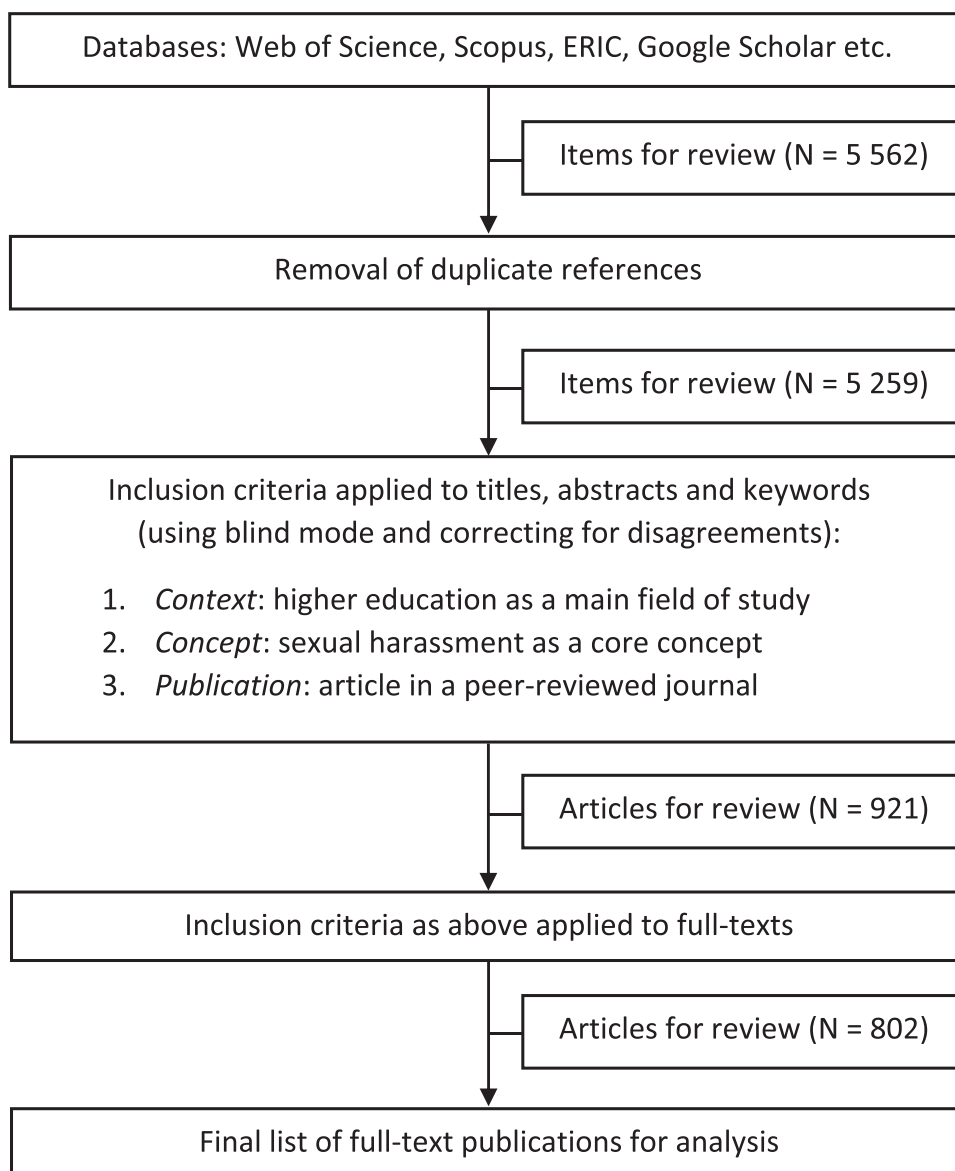 Databases: Web of Science, Scopus, ERIC, Google Scholar etc.
Items for review (N = 5 562)
Removal of duplicate references
Items for review (N = 5 259)
Inclusion criteria applied to titles, abstracts and keywords
(using blind mode and correcting for disagreements):
1. Context: higher education as a main field of study
2. Concept: sexual harassment as a core concept
3. Publication: article in a peer-reviewed journal
Articles for review (N = 921)
Inclusion criteria as above applied to full-texts
Articles for review (N = 802)
Final list of full-text publications for analysis